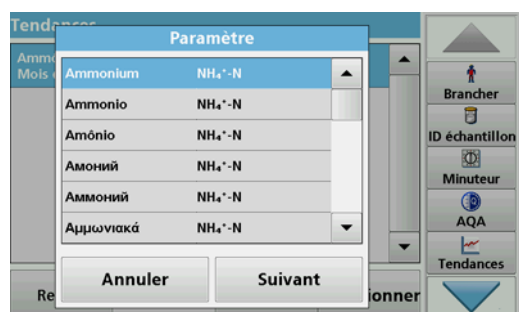 Tendances
Paramètre
Mois
Ammonium NH₄⁺-N
Ammonio NH₄⁺-N
Amônio NH₄⁺-N
Амоний NH₄⁺-N
Аммоний NH₄⁺-N
Αμμωνιακά NH₄⁺-N
Annuler
Suivant
Brancher
ID échantillon
Minuteur
AQA
Tendances